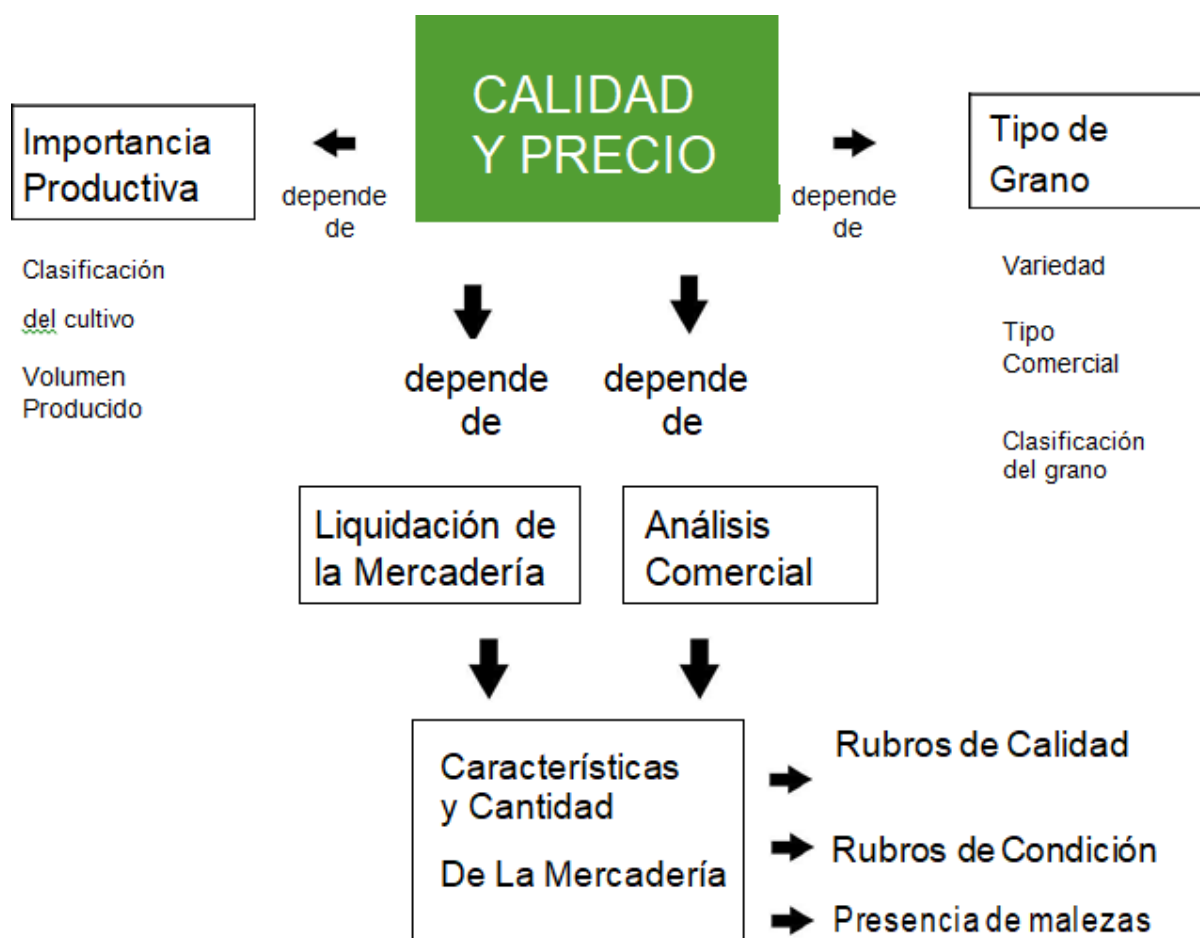 CALIDAD
Y PRECIO
Importancia
Productiva
depende
de
Clasificación
del cultivo
Volumen
Producido
depende
de
Tipo de
Grano
Variedad
Tipo
Comercial
Clasificación
del grano
depende
de
depende
de
Liquidación de
la Mercadería
Análisis
Comercial
Características
y Cantidad
De La Mercadería
Rubros de Calidad
Rubros de Condición
Presencia de malezas